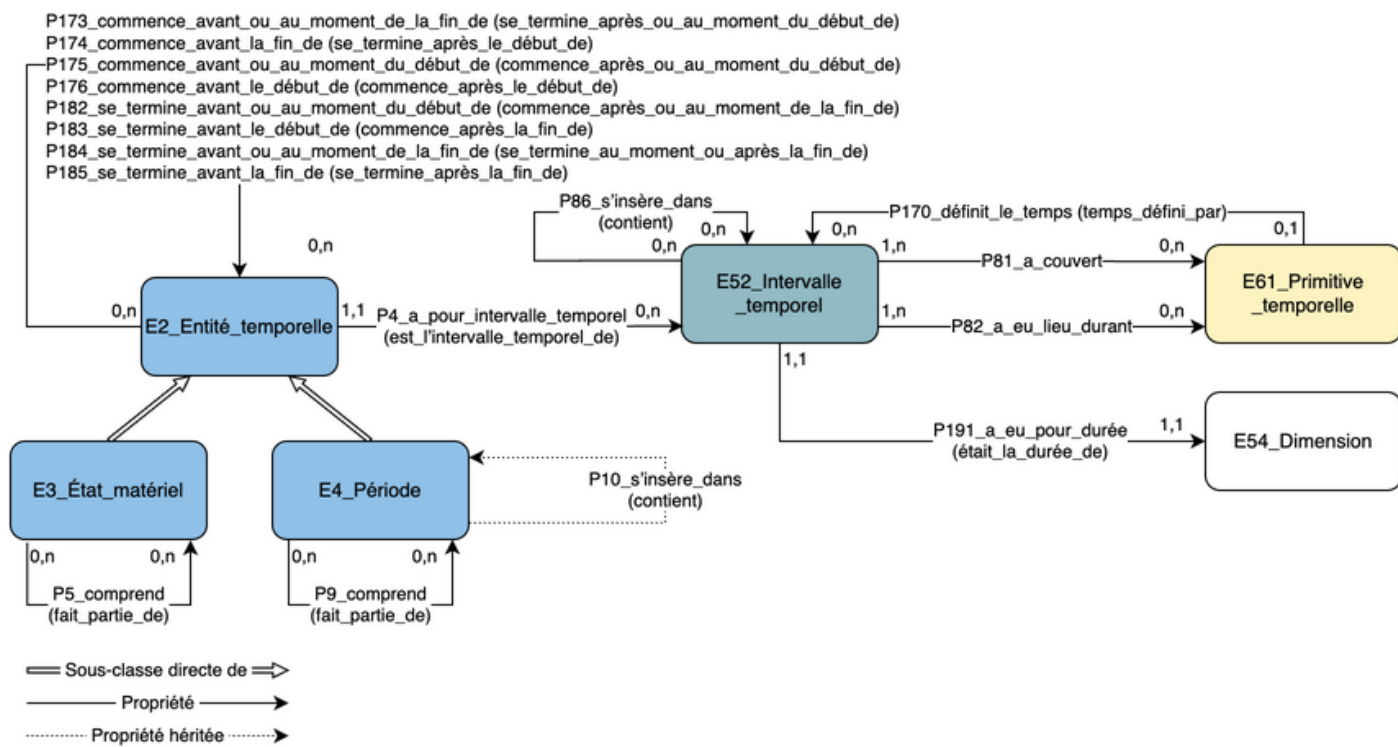 P173_commence_avant_ou_au_moment_de_la_fin_de (se_termine_après_ou_au_moment_du_début_de)
P174_commence_avant_la_fin_de (se_termine_après_le_début_de)
P175_commence_avant_ou_au_moment_du_début_de (commence_après_ou_au_moment_du_début_de)
P176_commence_avant_le_début_de (commence_après_le_début_de)
P182_se_termine_avant_ou_au_moment_du_début_de (commence_après_ou_au_moment_de_la_fin_de)
P183_se_termine_avant_le_début_de (commence_après_la_fin_de)
P184_se_termine_avant_ou_au_moment_de_la_fin_de (se_termine_au_moment_ou_après_la_fin_de)
P185_se_termine_avant_la_fin_de (se_termine_après_la_fin_de)
0,n
0,n
E2_Entité_temporelle
1,1
P4_a_pour_intervalle_temporel
(est_l'intervalle_temporel_de)
0,n
P86_s'insère_dans
(contient)
0,n
0,n
P170_définit_le_temps (temps_défini_par)
0,n
0,1
E52_Intervalle
_temporel
1,n
P81_a_couvert
0,n
1,n
P82_a_eu_lieu_durant
0,n
E61_Primitive
_temporelle
1,1
P191_a_eu_pour_durée
(était_la_durée_de)
1,1
E54_Dimension
E3_État_matériel
0,n
0,n
P5_comprend
(fait_partie_de)
E4_Période
P10_s'insère_dans
(contient)
0,n
0,n
P9_comprend
(fait_partie_de)
Sous-classe directe de
Propriété
Propriété héritée